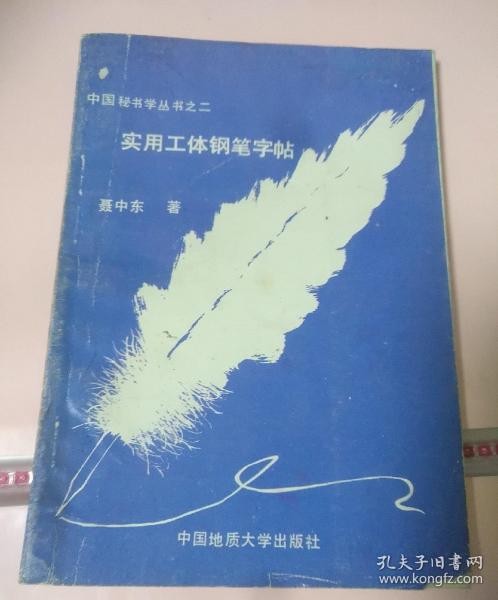 中国秘书学丛书之二
实用工体钢笔字帖
聂中东 著
中国地质大学出版社
孔夫子旧书网
www.kongfz.com